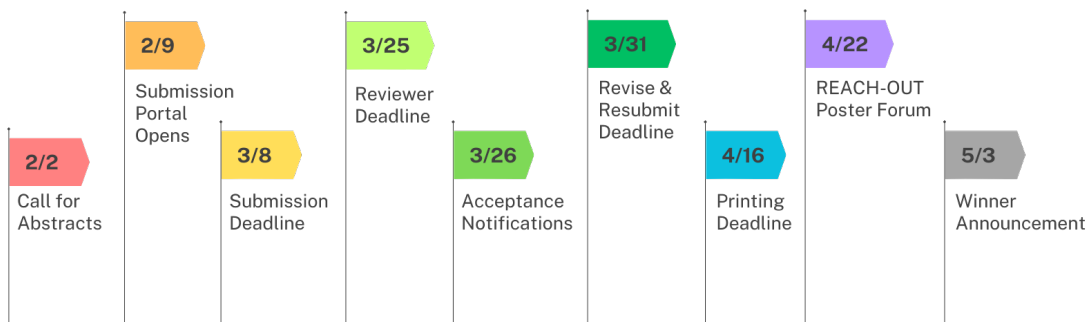 2/2
Call for
Abstracts
2/9
Submission
Portal
Opens
3/8
Submission
Deadline
3/25
Reviewer
Deadline
3/26
Acceptance
Notifications
3/31
Revise &
Resubmit
Deadline
4/16
Printing
Deadline
4/22
REACH-OUT
Poster Forum
5/3
Winner
Announcement